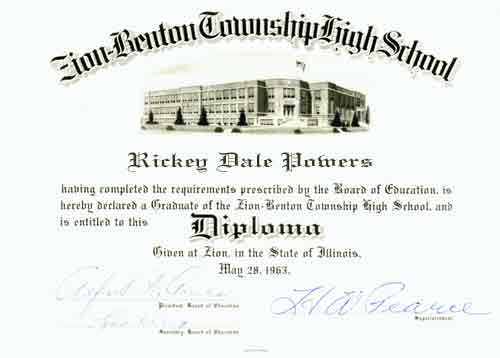 Zion-Benton Township High School
Rickey Dale Powers
having completed the requirements prescribed by the Board of Education, is
hereby declared a Graduate of the Zion-Benton Township High School, and
is entitled to this Diploma
Given at Zion, in the State of Illinois,
May 28, 1963.
President Board of Education
H W Pearce
Superintendent
Secretary Board of Education